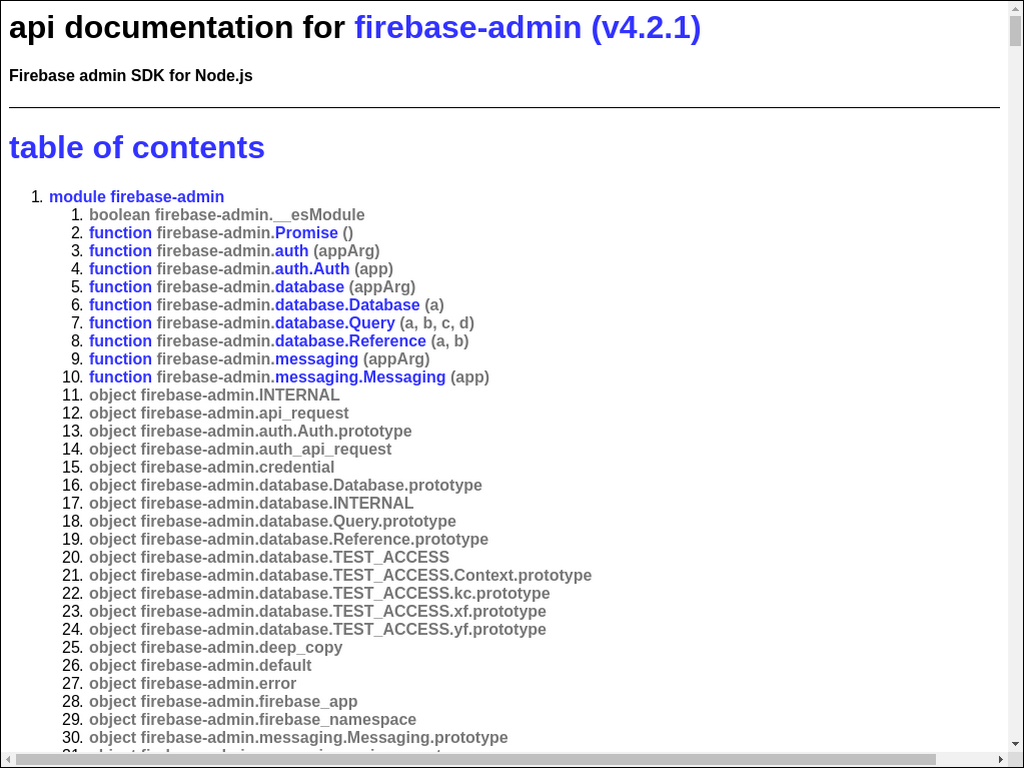 api documentation for firebase-admin (v4.2.1)
Firebase admin SDK for Node.js
table of contents
1. module firebase-admin
1. boolean firebase-admin.__esModule
2. function firebase-admin.Promise ()
3. function firebase-admin.auth (appArg)
4. function firebase-admin.auth.Auth (app)
5. function firebase-admin.database (appArg)
6. function firebase-admin.database.Database (a)
7. function firebase-admin.database.Query (a, b, c, d)
8. function firebase-admin.database.Reference (a, b)
9. function firebase-admin.messaging (appArg)
10. function firebase-admin.messaging.Messaging (app)
11. object firebase-admin.INTERNAL
12. object firebase-admin.api_request
13. object firebase-admin.auth.Auth.prototype
14. object firebase-admin.auth_api_request
15. object firebase-admin.credential
16. object firebase-admin.database.Database.prototype
17. object firebase-admin.database.INTERNAL
18. object firebase-admin.database.Query.prototype
19. object firebase-admin.database.Reference.prototype
20. object firebase-admin.database.TEST_ACCESS
21. object firebase-admin.database.TEST_ACCESS.Context.prototype
22. object firebase-admin.database.TEST_ACCESS.kc.prototype
23. object firebase-admin.database.TEST_ACCESS.xf.prototype
24. object firebase-admin.database.TEST_ACCESS.yf.prototype
25. object firebase-admin.deep_copy
26. object firebase-admin.default
27. object firebase-admin.error
28. object firebase-admin.firebase_app
29. object firebase-admin.firebase_namespace
30. object firebase-admin.messaging.Messaging.prototype